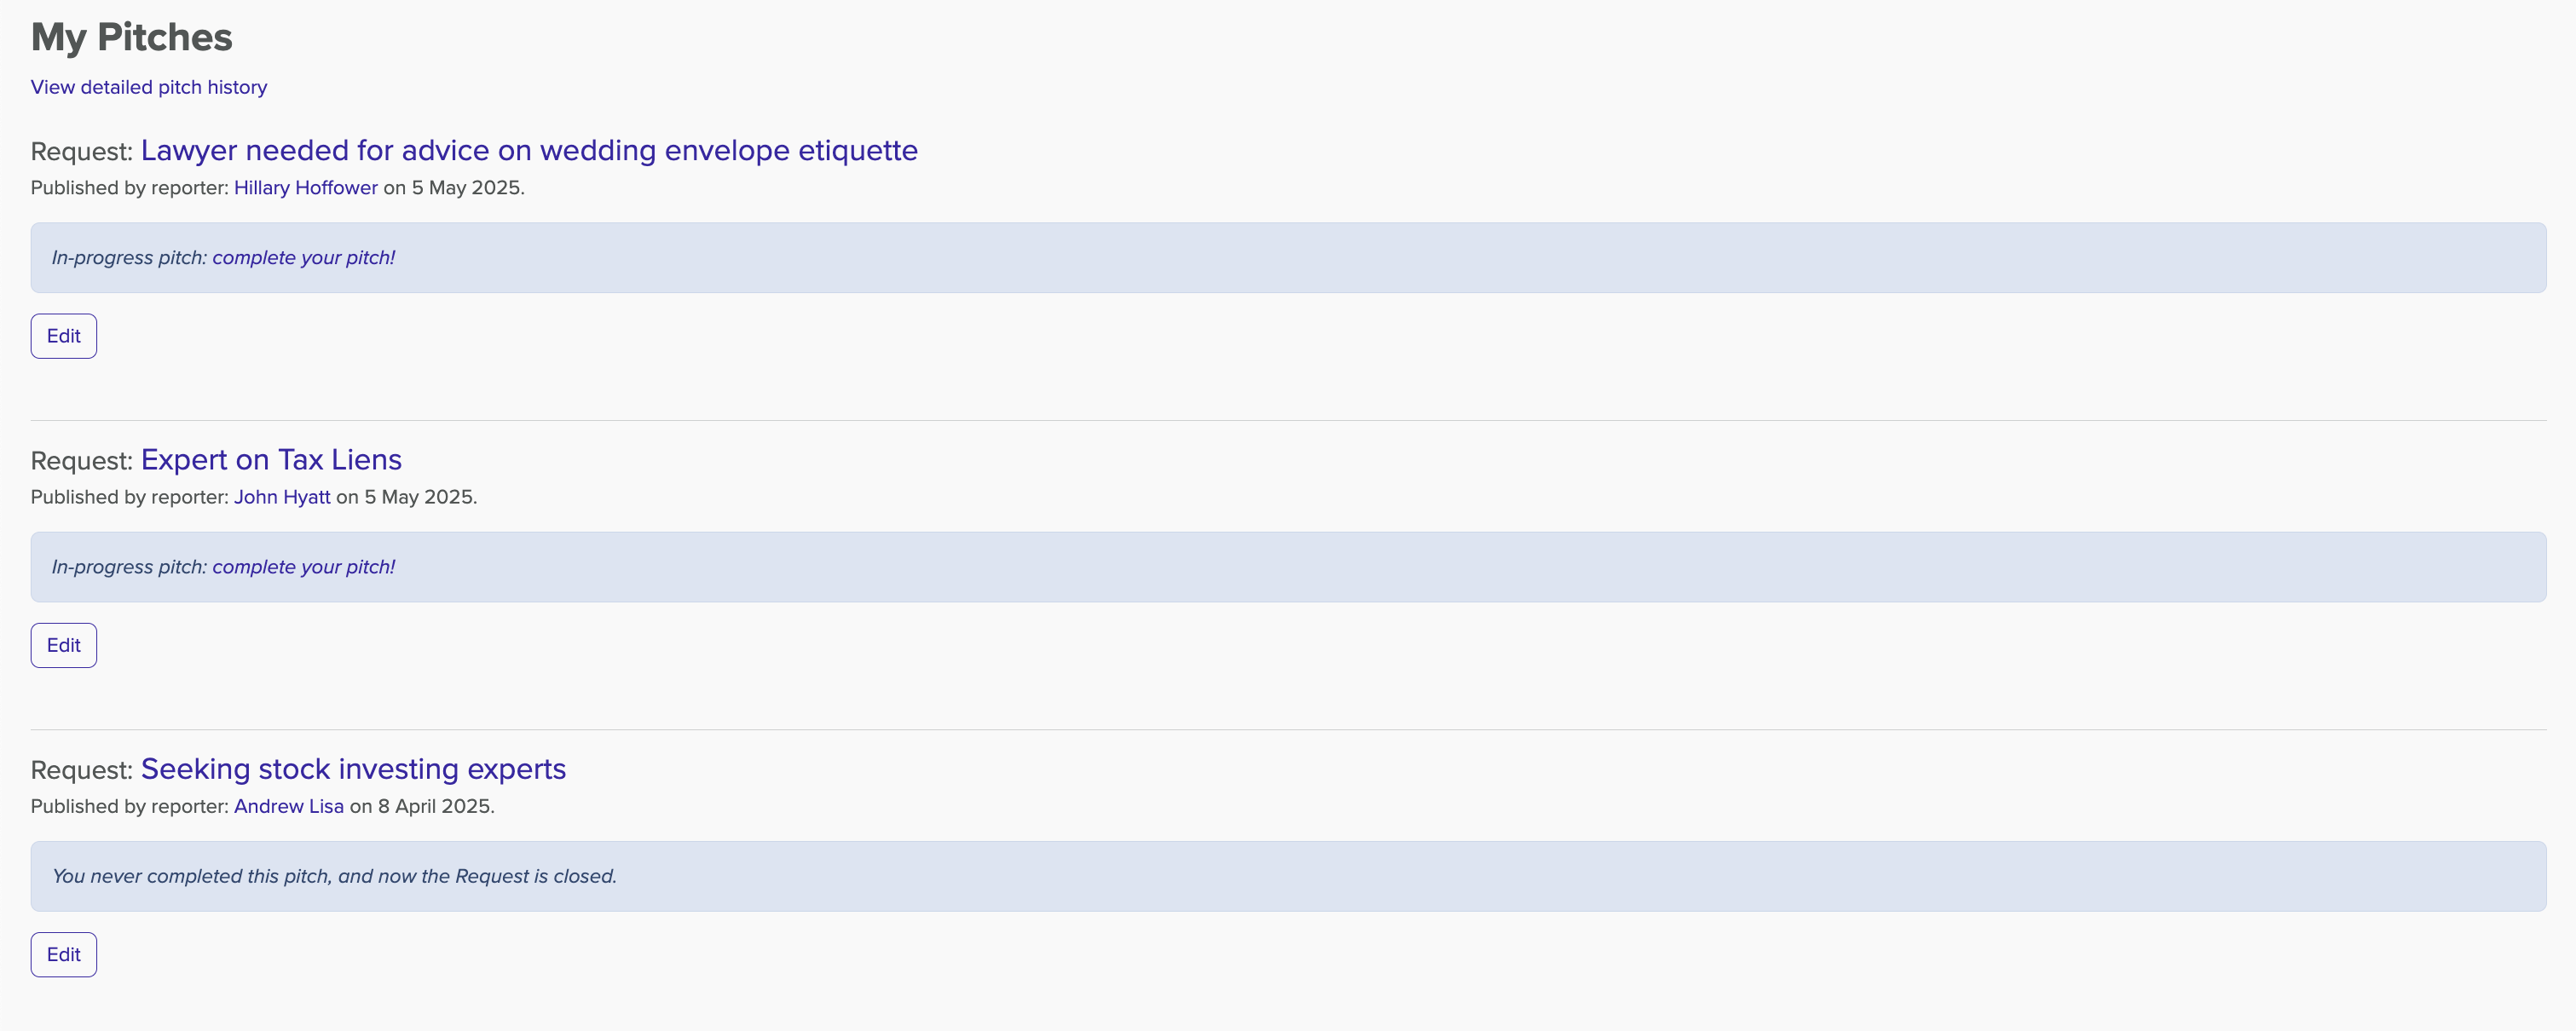 My Pitches
View detailed pitch history
Request: Lawyer needed for advice on wedding envelope etiquette
Published by reporter: Hillary Hoffower on 5 May 2025.
In-progress pitch: complete your pitch!
Edit
Request: Expert on Tax Liens
Published by reporter: John Hyatt on 5 May 2025.
In-progress pitch: complete your pitch!
Edit
Request: Seeking stock investing experts
Published by reporter: Andrew Lisa on 8 April 2025.
You never completed this pitch, and now the Request is closed.
Edit